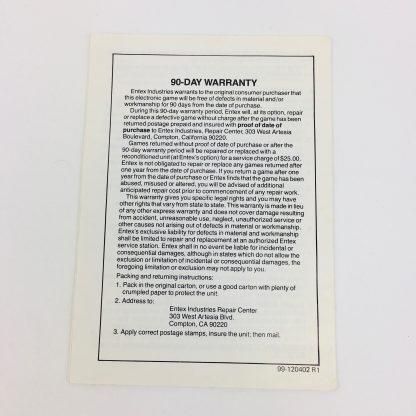 90-DAY WARRANTY
Entex Industries warrants to the original consumer purchaser that
this electronic game will be free of defects in material and/or
workmanship for 90 days from the date of purchase.
During this 90-day warranty period, Entex will, at its option, repair
or replace a defective game without charge after the game has been
returned postage prepaid and insured with proof of date of
purchase to Entex Industries, Repair Center, 303 West Artesia
Boulevard, Compton, California 90220.
Games returned without proof of date of purchase or after the
90-day warranty period will be repaired or replaced with a
reconditioned unit (at Entex's option) for a service charge of $25.00.
Entex is not obligated to repair or replace any games returned after
one year from the date of purchase. If you return a game after one
year from the date of purchase or Entex finds that the game has been
abused, misused or altered, you will be advised of additional
anticipated repair cost prior to commencement of any repair work.
This warranty gives you specific legal rights and you may have
other rights that vary from state to state. This warranty is made in lieu
of any other express warranty and does not cover damage resulting
from accident, unreasonable use, neglect, unauthorized service or
other causes not arising out of defects in material or workmanship.
Entex's exclusive liability for defects in material and workmanship
shall be limited to repair and replacement at an authorized Entex
service station. Entex shall in no event be liable for incidental or
consequential damages, although in states which do not allow the
exclusion or limitation of incidental or consequential damages, the
foregoing limitation or exclusion may not apply to you.
Packing and returning instructions:
1. Pack in the original carton, or use a good carton with plenty of
crumpled paper to protect the unit.
2. Address to:
Entex Industries Repair Center
303 West Artesia Blvd.
Compton, CA 90220
3. Apply correct postage stamps, insure the unit; then mail.
99-120402 R1